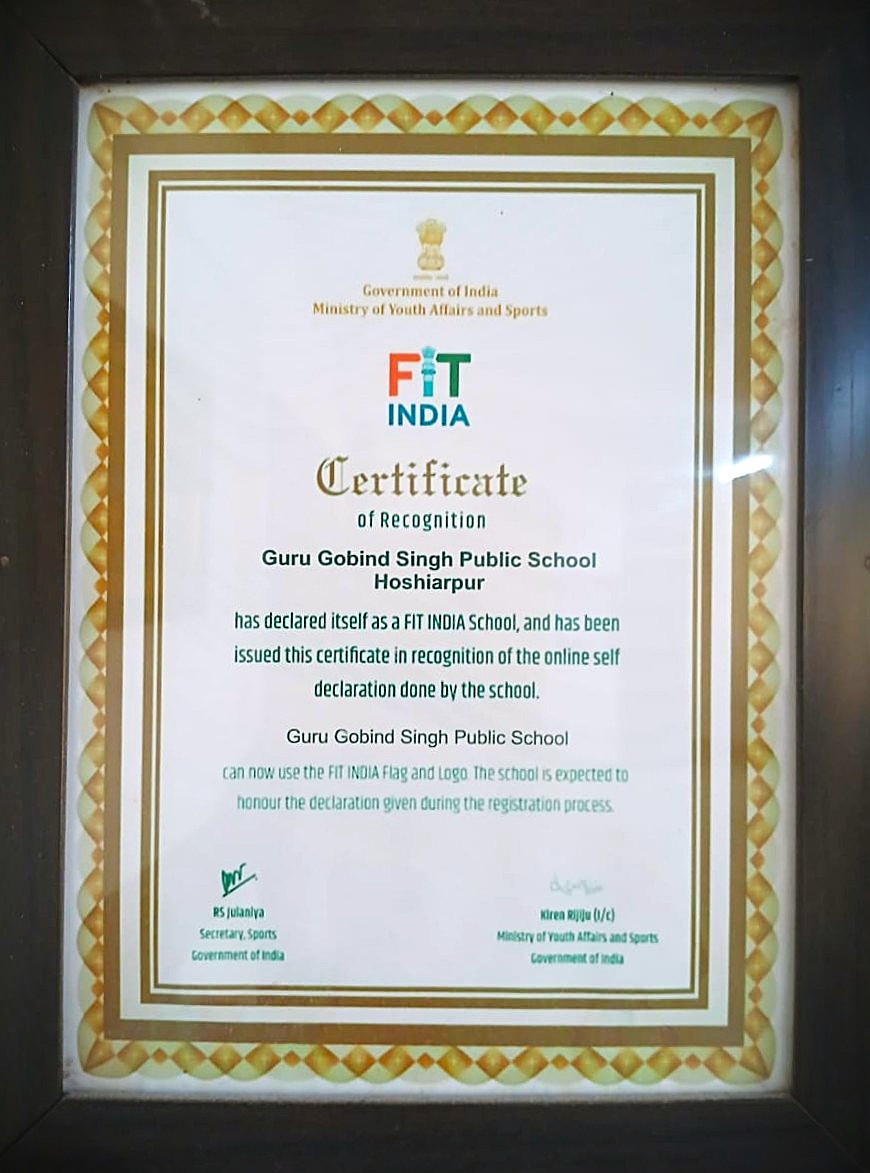 Government of India
Ministry of Youth Affairs and Sports
FiT
INDIA
Certificate
of Recognition
Guru Gobind Singh Public School
Hoshiarpur
has declared itself as a FIT INDIA School, and has been
issued this certificate in recognition of the online self
declaration done by the school.
Guru Gobind Singh Public School
can now use the FIT INDIA Flag and Logo. The school is expected to
honour the declaration given during the registration process.
RS Julaniya
Secretary, Sports
Government of India
Kiren Rijiju (I/c)
Ministry of Youth Affairs and Sports
Government of India